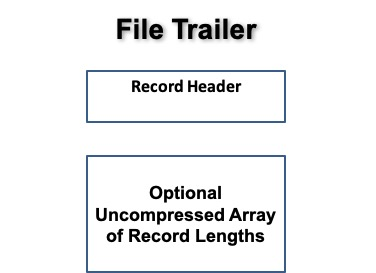 File Trailer
Record Header
Optional
Uncompressed Array
of Record Lengths